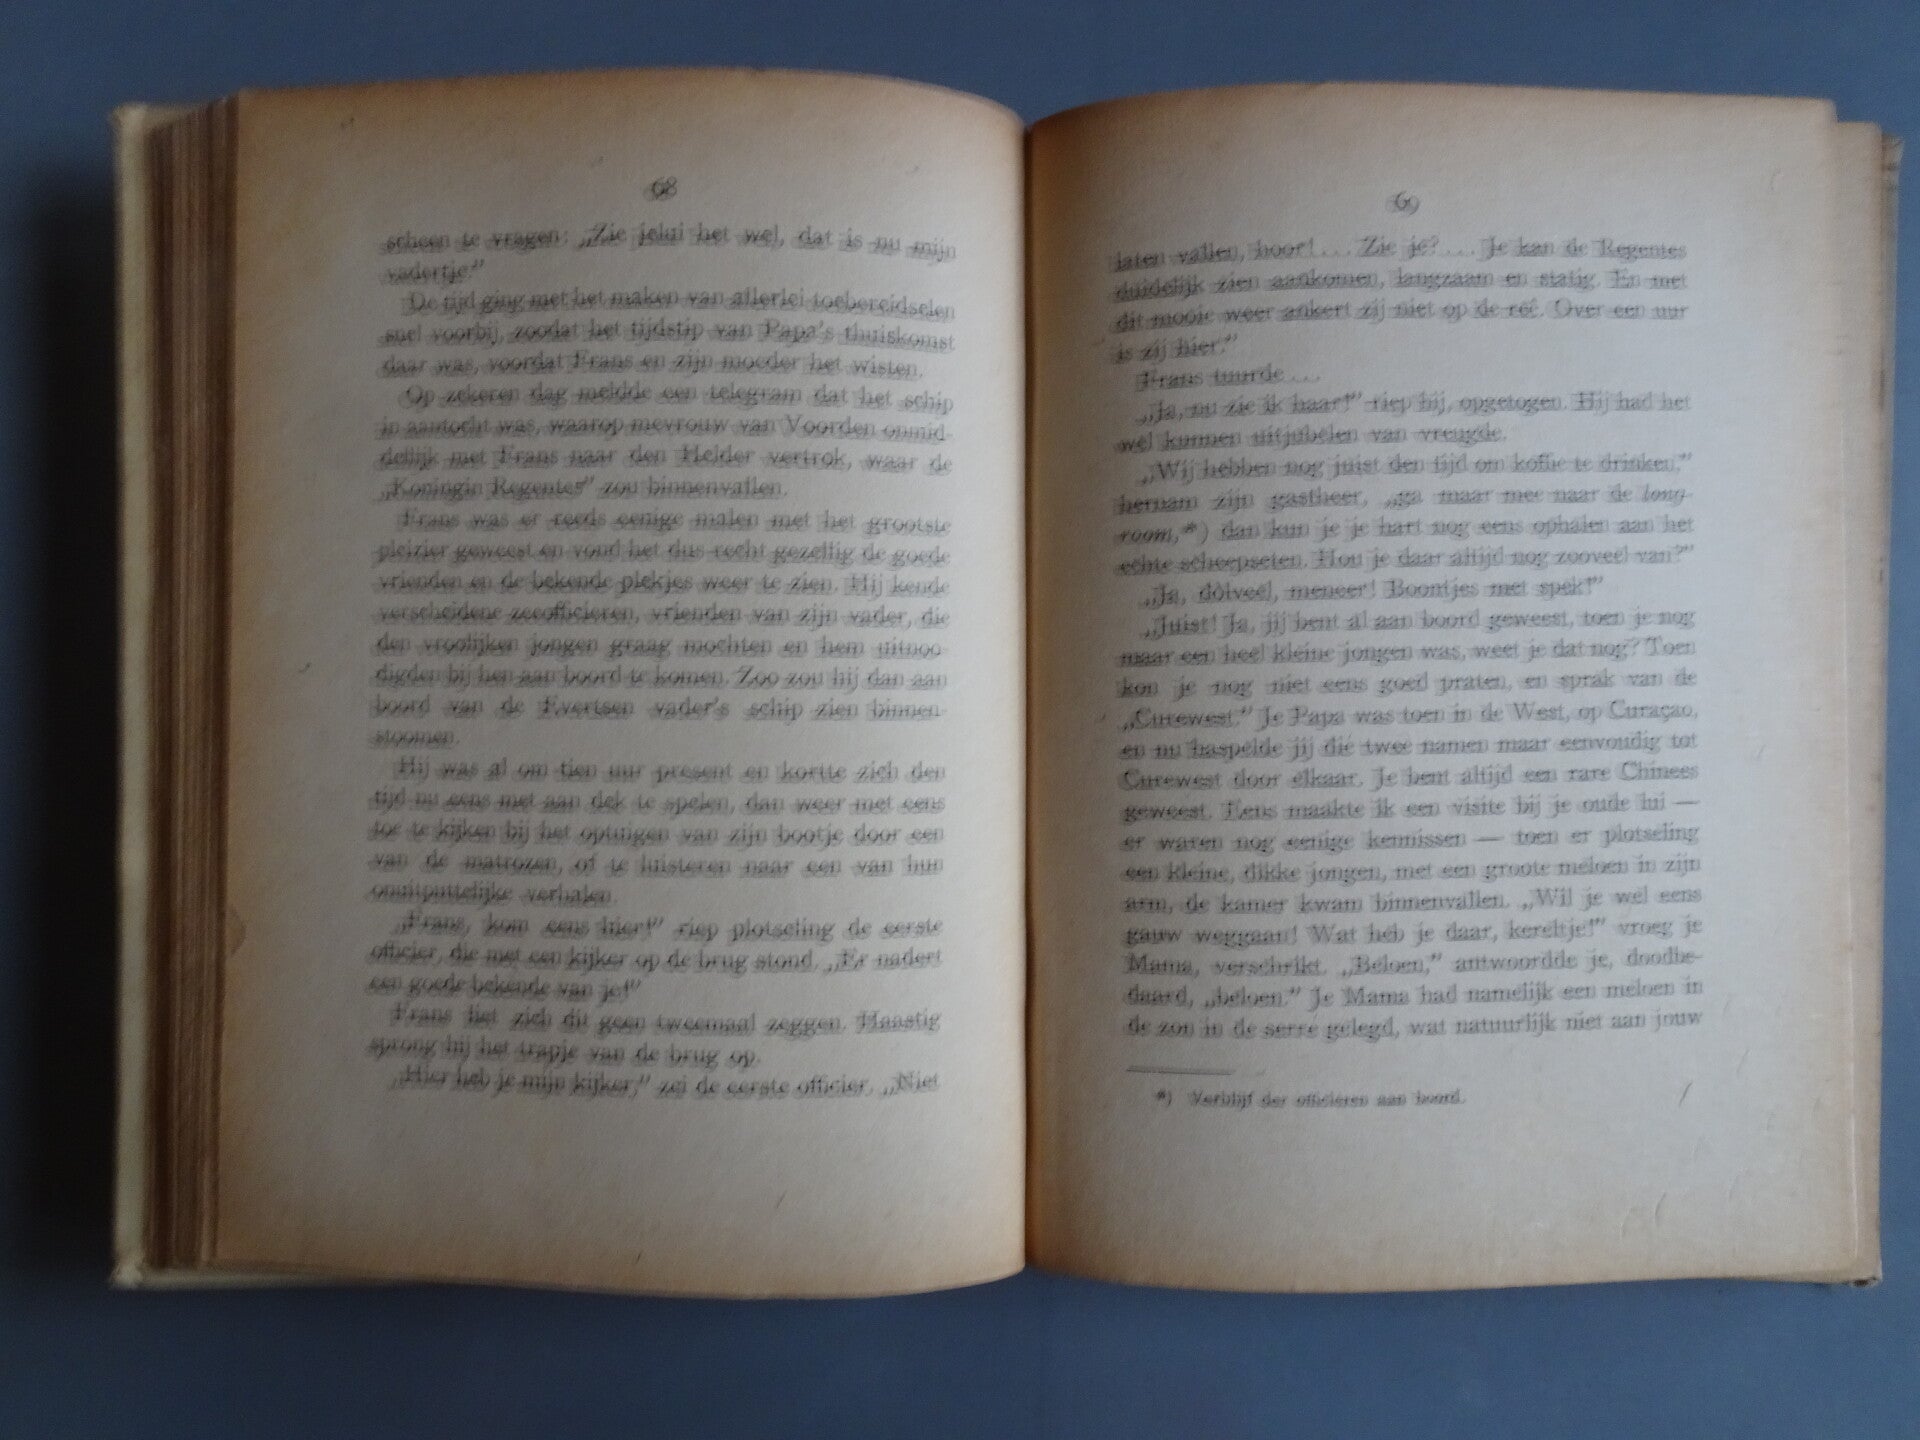 68
scheen te vragen: „Zie jelui het wel, dat is nu mijn
vadertje!”
De tijd ging met het maken van allerlei toebereidselen
snel voorbij, zoodat het tijdstip van Papa's thuiskomst
daar was, voordat Frans en zijn moeder het wisten.
Op zekeren dag meldde een telegram dat het schip
in aantocht was, waarop mevrouw van Voorden onmid-
dellijk met Frans naar den Helder vertrok, waar de
„Koningin Regentes” zou binnenvallen.
Frans was er reeds eenige malen met het grootste
pleizier geweest en vond het dus recht gezellig de goede
vrienden en de bekende plekjes weer te zien. Hij kende
verscheidene zeeofficieren, vrienden van zijn vader, die
den vroolijken jongen graag mochten en hem uitnoo-
digden bij hen aan boord te komen. Zoo zou hij dan aan
boord van de Evertsen vader's schip zien binnen-
stoomen.
Hij was al om tien uur present en kortte zich den
tijd nu eens met aan dek te spelen, dan weer met eens
toe te kijken bij het optuigen van zijn bootje door een
van de matrozen, of te luisteren naar een van hun
onuitputtelijke verhalen.
„Frans, kom eens hier!” riep plotseling de eerste
officier, die met een kijker op de brug stond. „Er nadert
een goede bekende van je!”
Frans liet zich dit geen tweemaal zeggen. Haastig
sprong hij het trapje van de brug op.
„Hier heb je mijn kijker,” zei de eerste officier. „Niet
69
laten vallen, hoor!... Zie je?... Je kan de Regentes
duidelijk zien aankomen, langzaam en statig. En met
dit mooie weer ankert zij niet op de reê. Over een uur
is zij hier.”
Frans tuurde...
„Ja, nu zie ik haar!” riep hij, opgetogen. Hij had het
wel kunnen uitjubelen van vreugde.
„Wij hebben nog juist den tijd om koffie te drinken,”
hernam zijn gastheer, „ga maar mee naar de long-
room,*) dan kun je je hart nog eens ophalen aan het
echte scheepseten. Hou je daar altijd nog zooveel van?”
„Ja, dòlveel, meneer! Boontjes met spek!”
„Juist! Ja, jij bent al aan boord geweest, toen je nog
maar een heel kleine jongen was, weet je dat nog? Toen
kon je nog niet eens goed praten, en sprak van de
„Curewest.” Je Papa was toen in de West, op Curaçao,
en nu haspelde jij die twee namen maar eenvoudig tot
Curewest door elkaar. Je bent altijd een rare Chinees
geweest. Eens maakte ik een visite bij je oude lui —
er waren nog eenige kennissen — toen er plotseling
een kleine, dikke jongen, met een groote meloen in zijn
arm, de kamer kwam binnenvallen. „Wil je wel eens
gauw weggaan! Wat heb je daar, kereltje!” vroeg je
Mama, verschrikt. „Beloen,” antwoordde je, doodbe-
daard, „beloen.” Je Mama had namelijk een meloen in
de zon in de serre gelegd, wat natuurlijk niet aan jouw
*) Verblijf der officieren aan boord.